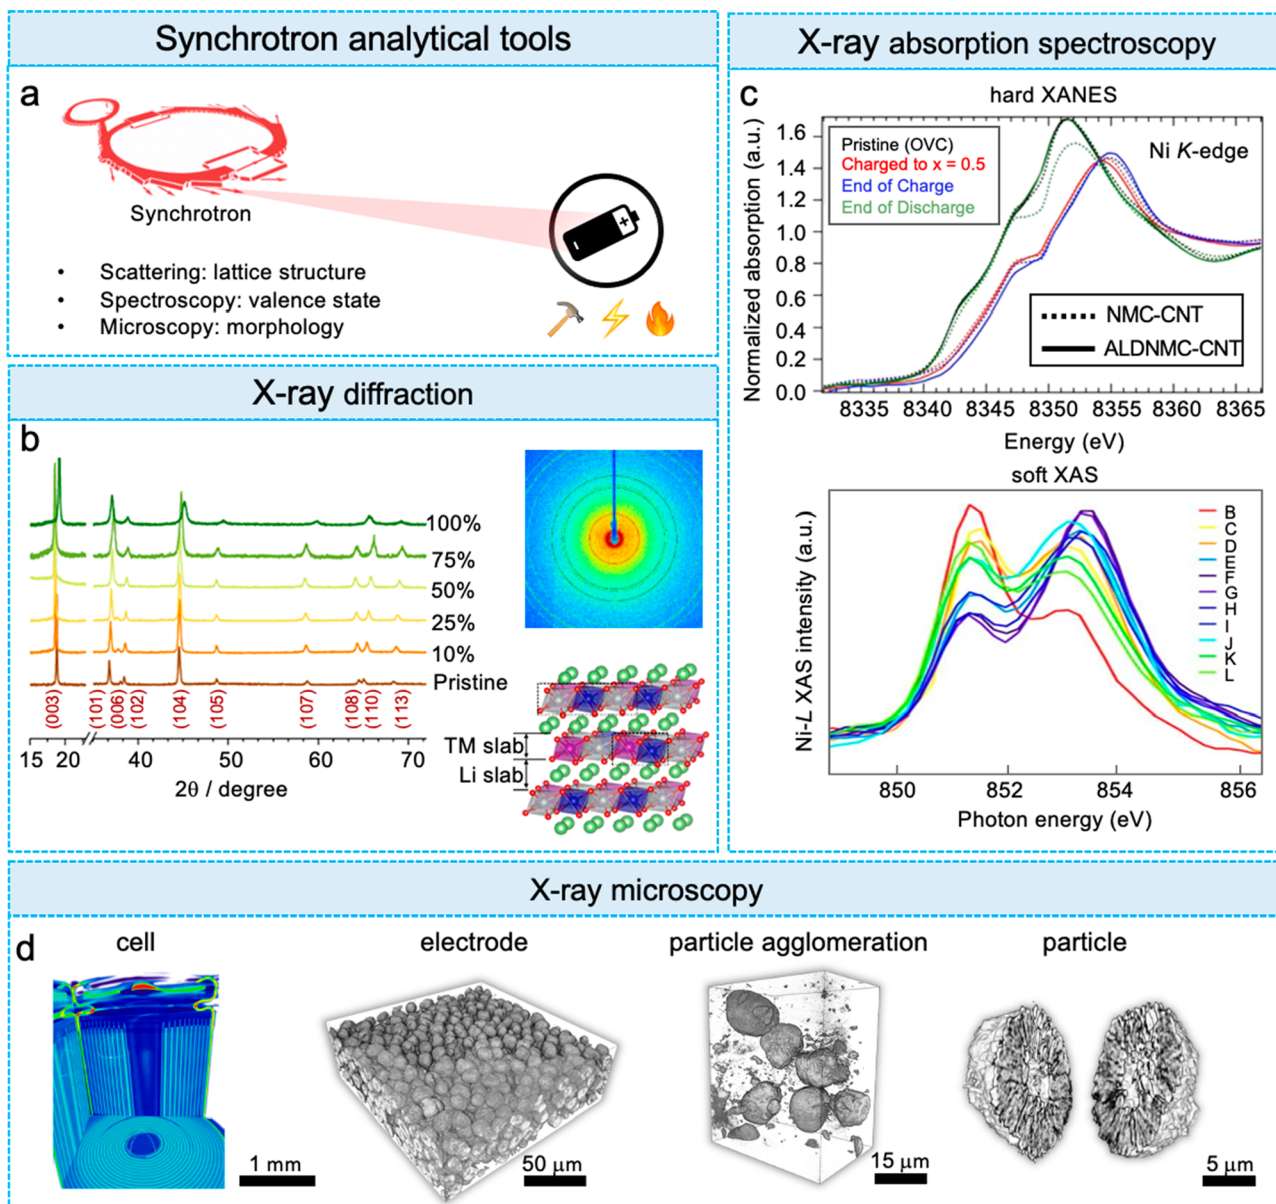 Synchrotron analytical tools
a
Synchrotron
• Scattering: lattice structure
• Spectroscopy: valence state
• Microscopy: morphology
+
-
X-ray diffraction
b
100%
75%
50%
25%
10%
Pristine
(003)
(101)
(006)
(102)
(104)
(105)
(107)
(108)
(110)
(113)
15 20 40 50 60 70
2θ / degree
TM slab
Li slab
X-ray absorption spectroscopy
c
hard XANES
Normalized absorption (a.u.)
1.6
1.4
1.2
1.0
0.8
0.6
0.4
0.2
0.0
Pristine (OVC)
Charged to x = 0.5
End of Charge
End of Discharge
Ni K-edge
NMC-CNT
ALDNMC-CNT
8335 8340 8345 8350 8355 8360 8365
Energy (eV)
soft XAS
Ni-L XAS intensity (a.u.)
B
C
D
E
F
G
H
I
J
K
L
850 852 854 856
Photon energy (eV)
X-ray microscopy
d
cell electrode particle agglomeration particle
1 mm 50 μm 15 μm 5 μm